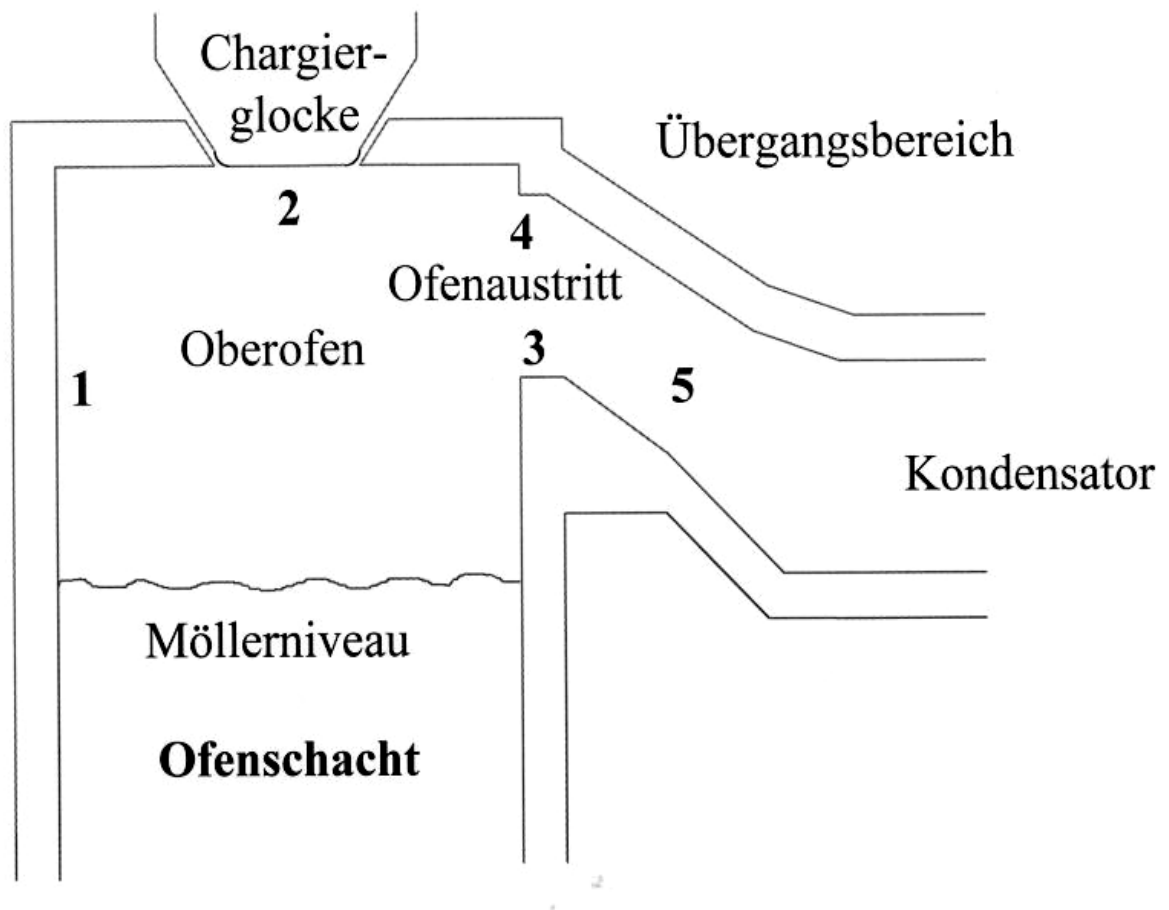 Chargier-
glocke
Übergangsbereich
2
4
Ofenaustritt
Oberofen
3
1
5
Kondensator
Möllerniveau
Ofenschacht